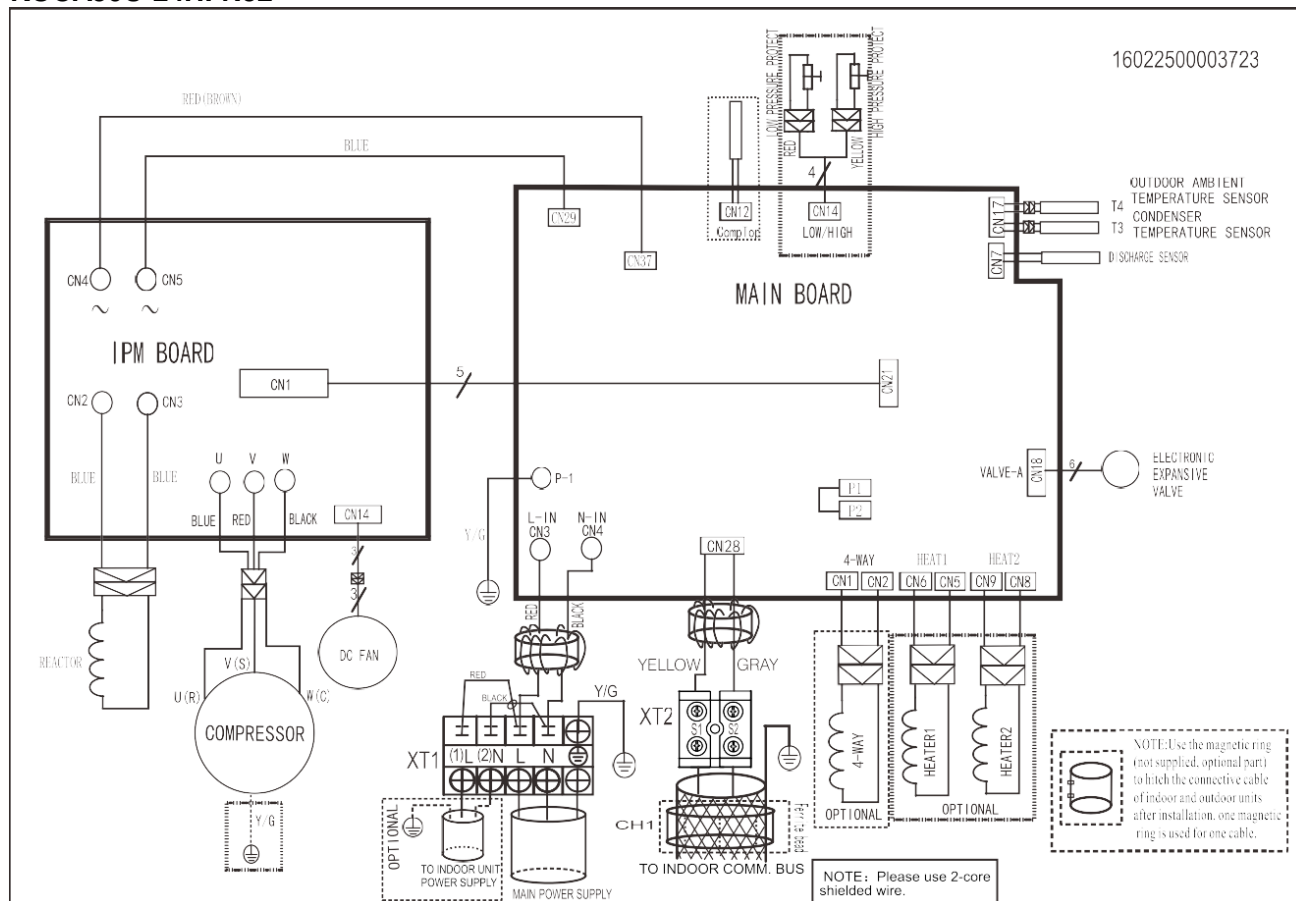 16022500003723
RED(BROWN)
BLUE
LOW PRESSURE PROTECT
HIGH PRESSURE PROTECT
RED
YELLOW
4
CN12
CompTop
CN14
LOW/HIGH
CN29
CN37
CN17
T4
OUTDOOR AMBIENT
TEMPERATURE SENSOR
T3
CONDENSER
TEMPERATURE SENSOR
CN7
DISCHARGE SENSOR
MAIN BOARD
CN4
CN5
~
~
IPM BOARD
CN1
5
CN21
CN2
CN3
BLUE
BLUE
U
V
W
BLUE
RED
BLACK
CN14
3
3
DC FAN
REACTOR
V(S)
U(R)
W(C)
COMPRESSOR
Y/G
P-1
Y/G
L-IN
CN3
N-IN
CN4
RED
BLACK
CN28
P1
P2
VALVE-A
CN18
6
ELECTRONIC
EXPANSIVE
VALVE
4-WAY
HEAT1
HEAT2
CN1
CN2
CN6
CN5
CN9
CN8
YELLOW
GRAY
RED
BLACK
Y/G
XT1
(1)L
(2)N
L
N
OPTIONAL
TO INDOOR UNIT
POWER SUPPLY
MAIN POWER SUPPLY
XT2
S1
S2
CH1
Ferrite bead
TO INDOOR COMM. BUS
4-WAY
OPTIONAL
HEATER1
HEATER2
OPTIONAL
NOTE: Please use 2-core
shielded wire.
NOTE:Use the magnetic ring
(not supplied, optional part)
to hitch the connective cable
of indoor and outdoor units
after installation, one magnetic
ring is used for one cable.